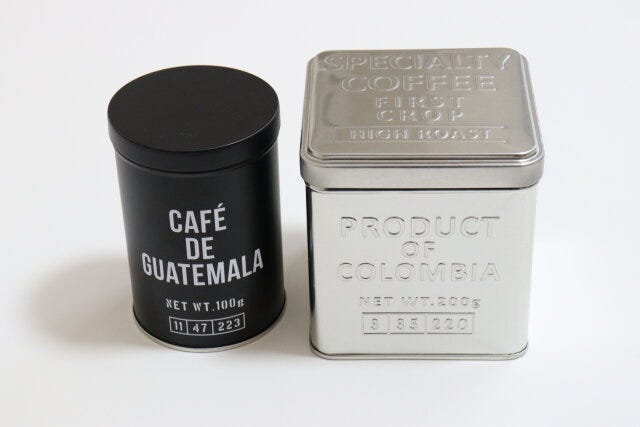 CAFÉ
DE
GUATEMALA
NET WT.100g
11 47 223
SPECIALTY
COFFEE
FIRST
CROP
HIGH ROAST
PRODUCT
OF
COLOMBIA
NET WT.200g
3 35 220